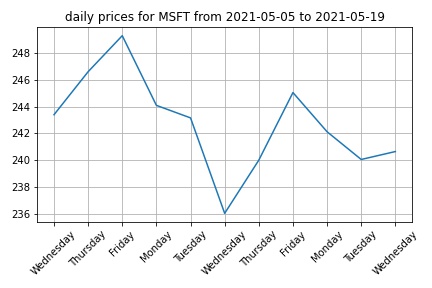 daily prices for MSFT from 2021-05-05 to 2021-05-19
248
246
244
242
240
238
236
Wednesday
Thursday
Friday
Monday
Tuesday
Wednesday
Thursday
Friday
Monday
Tuesday
Wednesday